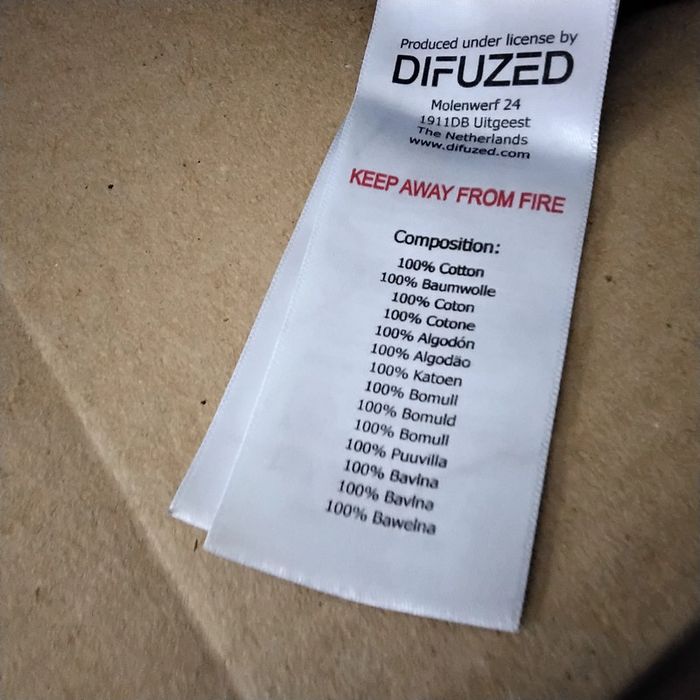 Produced under license by
DIFUZED
Molenwerf 24
1911DB Uitgeest
The Netherlands
www.difuzed.com
KEEP AWAY FROM FIRE
Composition:
100% Cotton
100% Baumwolle
100% Coton
100% Cotone
100% Algodón
100% Algodão
100% Katoen
100% Bomull
100% Bomuld
100% Bomull
100% Puuvilla
100% Bavlna
100% Bavlna
100% Bawelna